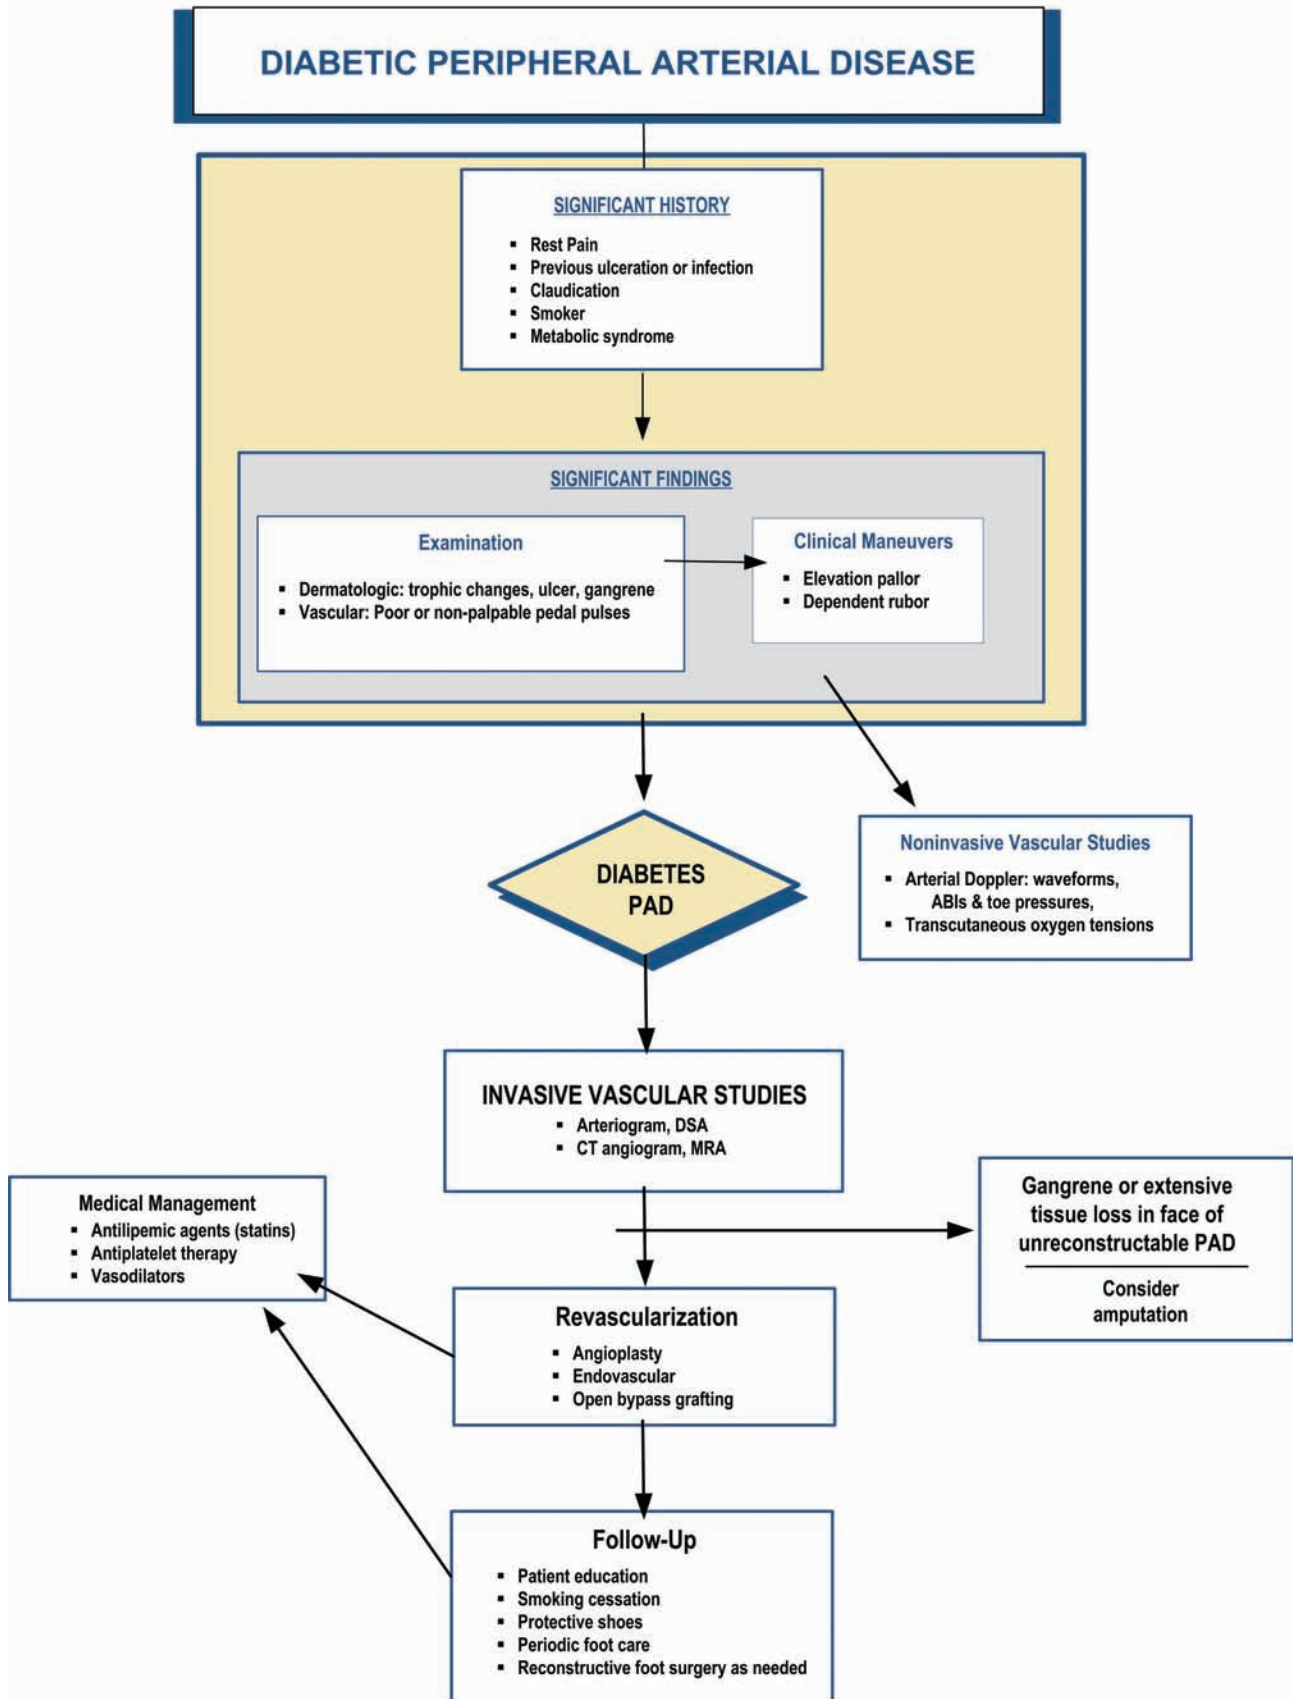 DIABETIC PERIPHERAL ARTERIAL DISEASE
SIGNIFICANT HISTORY
▪ Rest Pain
▪ Previous ulceration or infection
▪ Claudication
▪ Smoker
▪ Metabolic syndrome
SIGNIFICANT FINDINGS
Examination
▪ Dermatologic: trophic changes, ulcer, gangrene
▪ Vascular: Poor or non-palpable pedal pulses
Clinical Maneuvers
▪ Elevation pallor
▪ Dependent rubor
DIABETES
PAD
Noninvasive Vascular Studies
▪ Arterial Doppler: waveforms,
ABIs & toe pressures,
▪ Transcutaneous oxygen tensions
INVASIVE VASCULAR STUDIES
▪ Arteriogram, DSA
▪ CT angiogram, MRA
Gangrene or extensive
tissue loss in face of
unreconstructable PAD
Consider
amputation
Medical Management
▪ Antilipemic agents (statins)
▪ Antiplatelet therapy
▪ Vasodilators
Revascularization
▪ Angioplasty
▪ Endovascular
▪ Open bypass grafting
Follow-Up
▪ Patient education
▪ Smoking cessation
▪ Protective shoes
▪ Periodic foot care
▪ Reconstructive foot surgery as needed